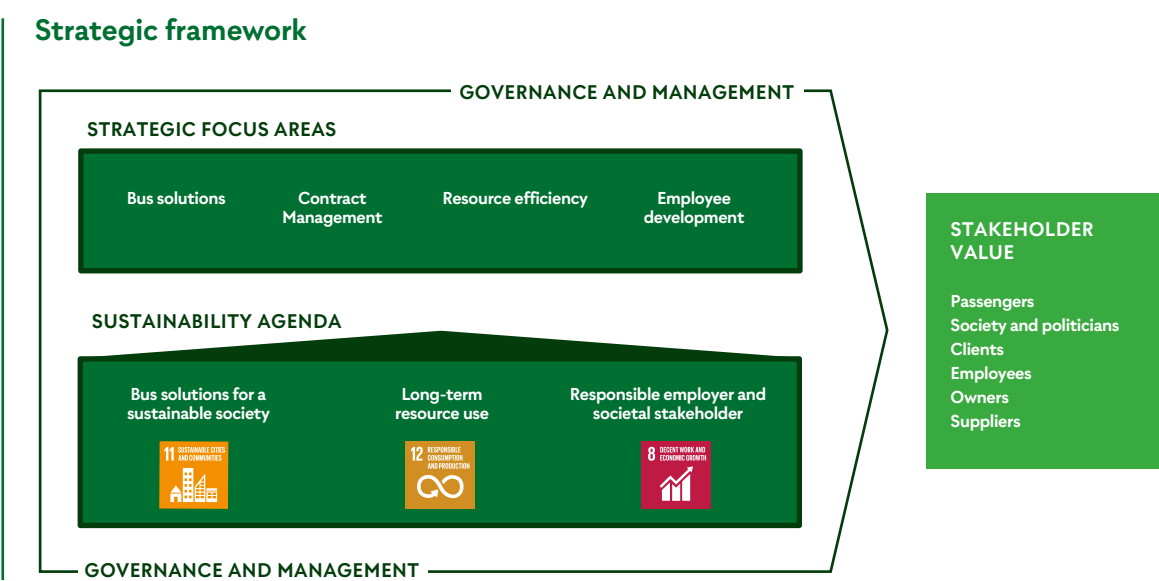 Strategic framework
GOVERNANCE AND MANAGEMENT
STRATEGIC FOCUS AREAS
Bus solutions
Contract
Management
Resource efficiency
Employee
development
SUSTAINABILITY AGENDA
Bus solutions for a
sustainable society
11 SUSTAINABLE CITIES
AND COMMUNITIES
Long-term
resource use
12 RESPONSIBLE
CONSUMPTION
AND PRODUCTION
Responsible employer and
societal stakeholder
8 DECENT WORK AND
ECONOMIC GROWTH
GOVERNANCE AND MANAGEMENT
STAKEHOLDER
VALUE
Passengers
Society and politicians
Clients
Employees
Owners
Suppliers